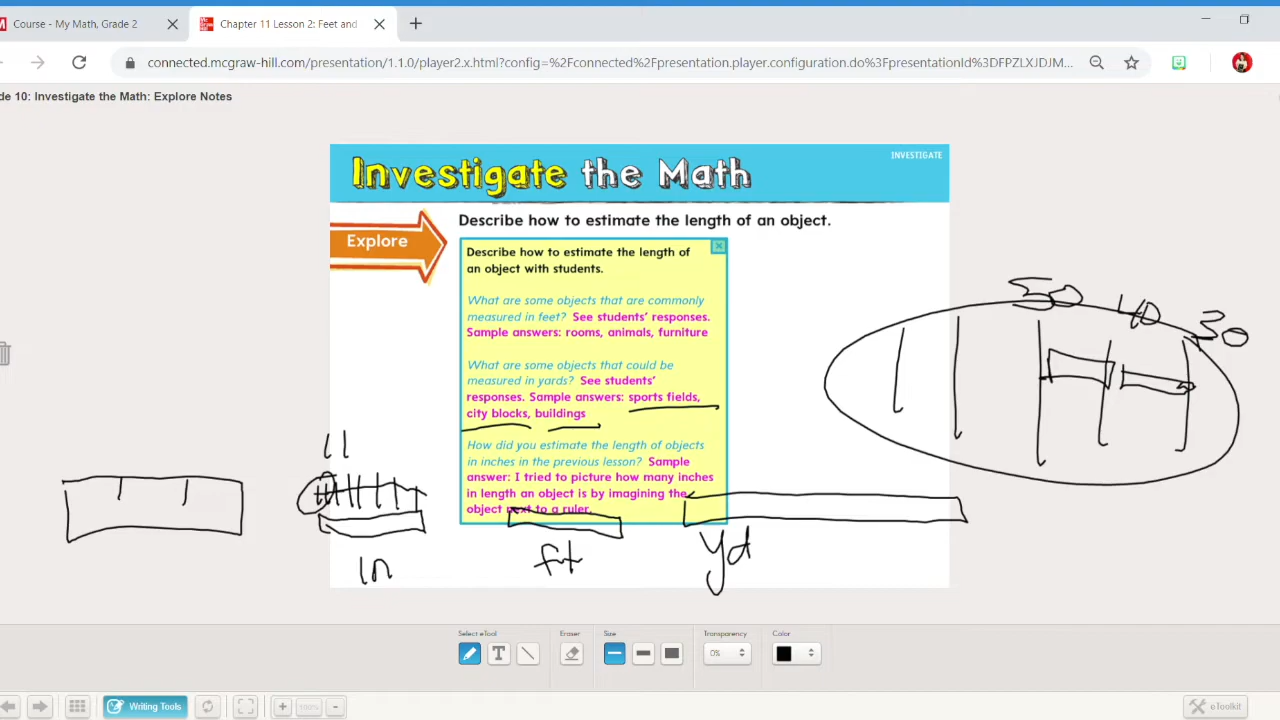 Course - My Math, Grade 2
Chapter 11 Lesson 2: Feet and
connected.mcgraw-hill.com/presentation/1.1.0/player2.x.html?config=%2Fconnected%2Fpresentation.player.configuration.do%3FpresentationId%3DFPZLXJDJM...
de 10: Investigate the Math: Explore Notes
Investigate the Math
INVESTIGATE
Explore
Describe how to estimate the length of an object.
Describe how to estimate the length of
an object with students.
What are some objects that are commonly
measured in feet? See students' responses.
Sample answers: rooms, animals, furniture
What are some objects that could be
measured in yards? See students'
responses. Sample answers: sports fields,
city blocks, buildings
How did you estimate the length of objects
in inches in the previous lesson? Sample
answer: I tried to picture how many inches
in length an object is by imagining the
object next to a ruler.
50 40 30
in
ft
yd
Select eTool
Eraser
Size
Transparency
Color
T
0%
Writing Tools
100%
eToolkit